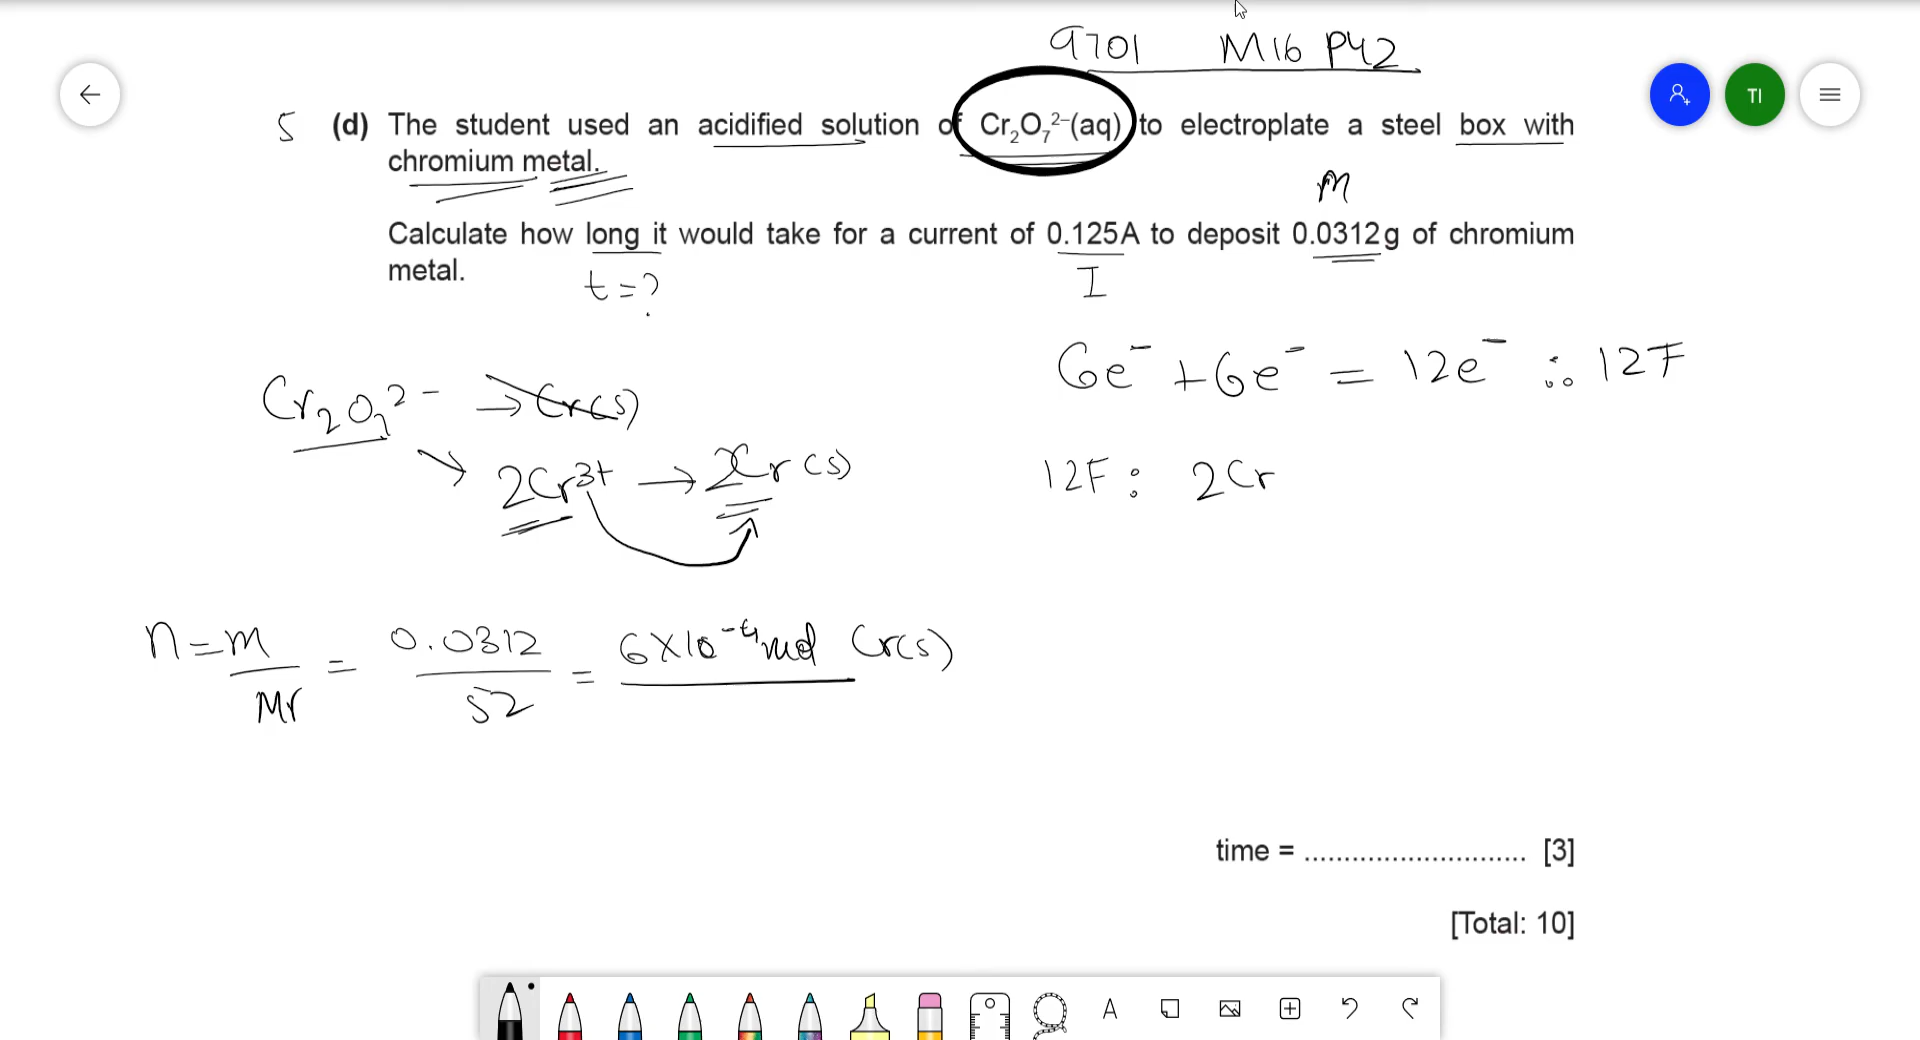 9701 M16 P42
TI
5 (d) The student used an acidified solution of Cr₂O₇²⁻(aq) to electroplate a steel box with
chromium metal.
m
Calculate how long it would take for a current of 0.125A to deposit 0.0312g of chromium
metal.
t=? I
6e⁻ + 6e⁻ = 12e⁻ ∴ 12F
Cr₂O₇²⁻ → Cr(s)
→ 2Cr³⁺ → 2Cr(s)
12F : 2Cr
n = m/Mr = 0.0312/52 = 6×10⁻⁴ mol Cr(s)
time = ............................ [3]
[Total: 10]
A